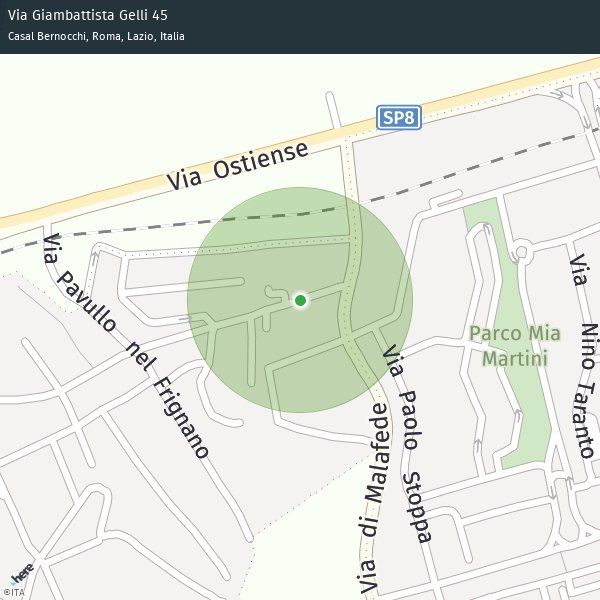 Via Giambattista Gelli 45
Casal Bernocchi, Roma, Lazio, Italia
SP8
Via Ostiense
Via Pavullo nel Frignano
Parco Mia
Martini
Via Nino Taranto
Via Paolo Stoppa
Via di Malafede
here
©ITA